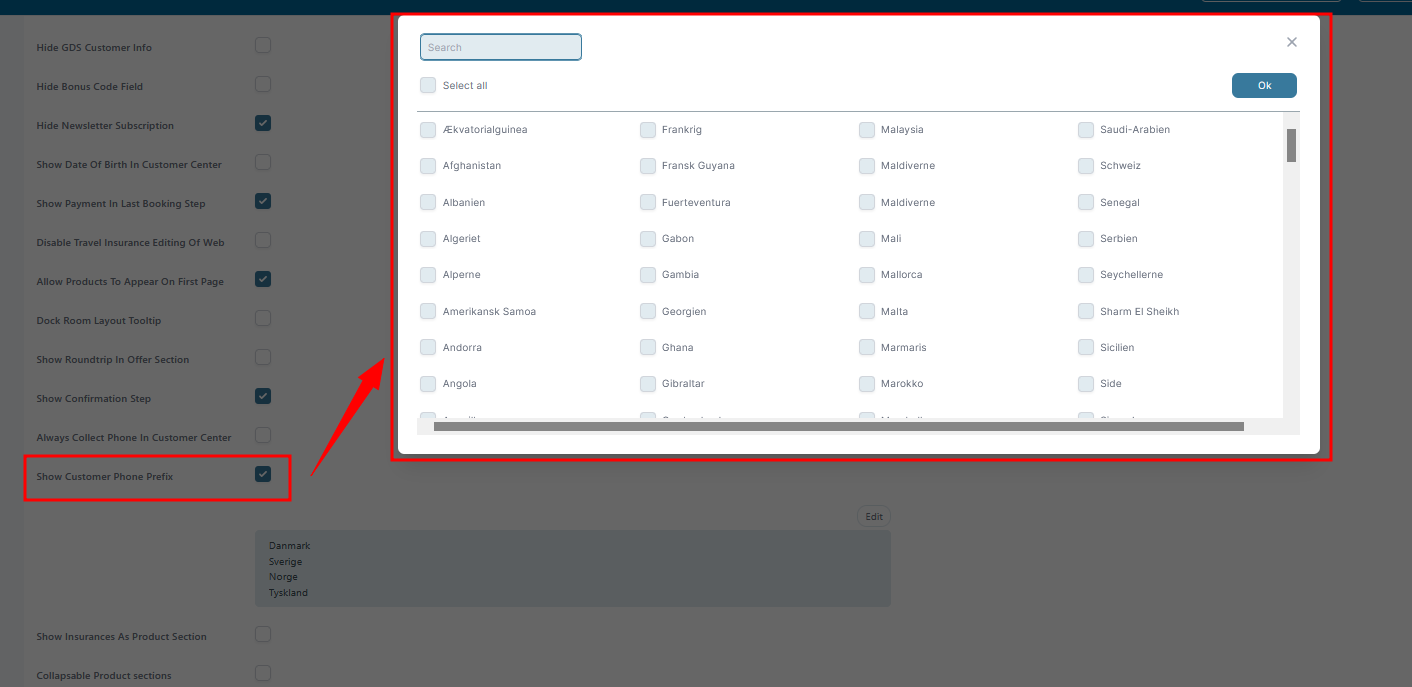 Hide GDS Customer Info
Hide Bonus Code Field
Hide Newsletter Subscription
Show Date Of Birth In Customer Center
Show Payment In Last Booking Step
Disable Travel Insurance Editing Of Web
Allow Products To Appear On First Page
Dock Room Layout Tooltip
Show Roundtrip In Offer Section
Show Confirmation Step
Always Collect Phone In Customer Center
Show Customer Phone Prefix
Edit
Danmark
Sverige
Norge
Tyskland
Show Insurances As Product Section
Collapsable Product sections
Search
Select all
Ok
Ækvatorialguinea
Frankrig
Malaysia
Saudi-Arabien
Afghanistan
Fransk Guyana
Maldiverne
Schweiz
Albanien
Fuerteventura
Maldiverne
Senegal
Algeriet
Gabon
Mali
Serbien
Alperne
Gambia
Mallorca
Seychellerne
Amerikansk Samoa
Georgien
Malta
Sharm El Sheikh
Andorra
Ghana
Marmaris
Sicilien
Angola
Gibraltar
Marokko
Side